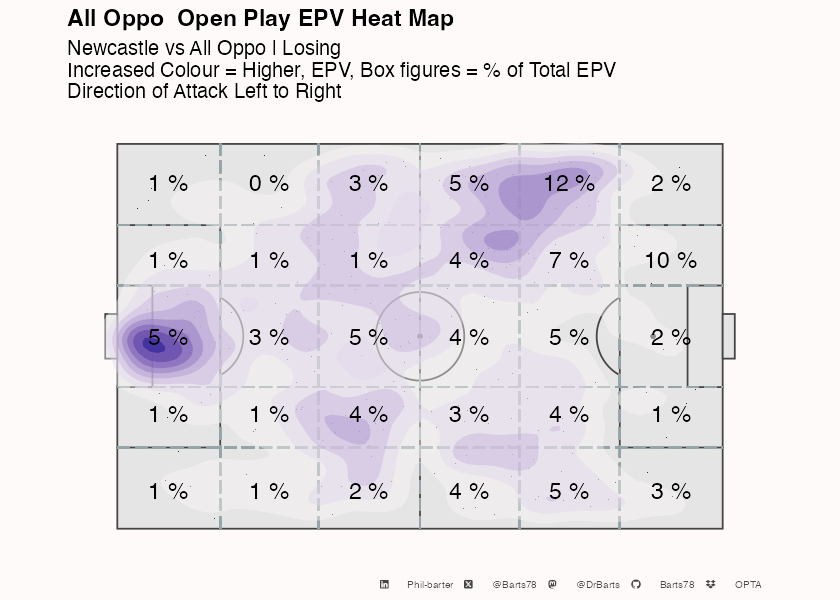 All Oppo  Open Play EPV Heat Map
Newcastle vs All Oppo | Losing
Increased Colour = Higher, EPV, Box figures = % of Total EPV
Direction of Attack Left to Right
1 % 0 % 3 % 5 % 12 % 2 %
1 % 1 % 1 % 4 % 7 % 10 %
5 % 3 % 5 % 4 % 5 % 2 %
1 % 1 % 4 % 3 % 4 % 1 %
1 % 1 % 2 % 4 % 5 % 3 %
Phil-barter @Barts78 @DrBarts Barts78 OPTA